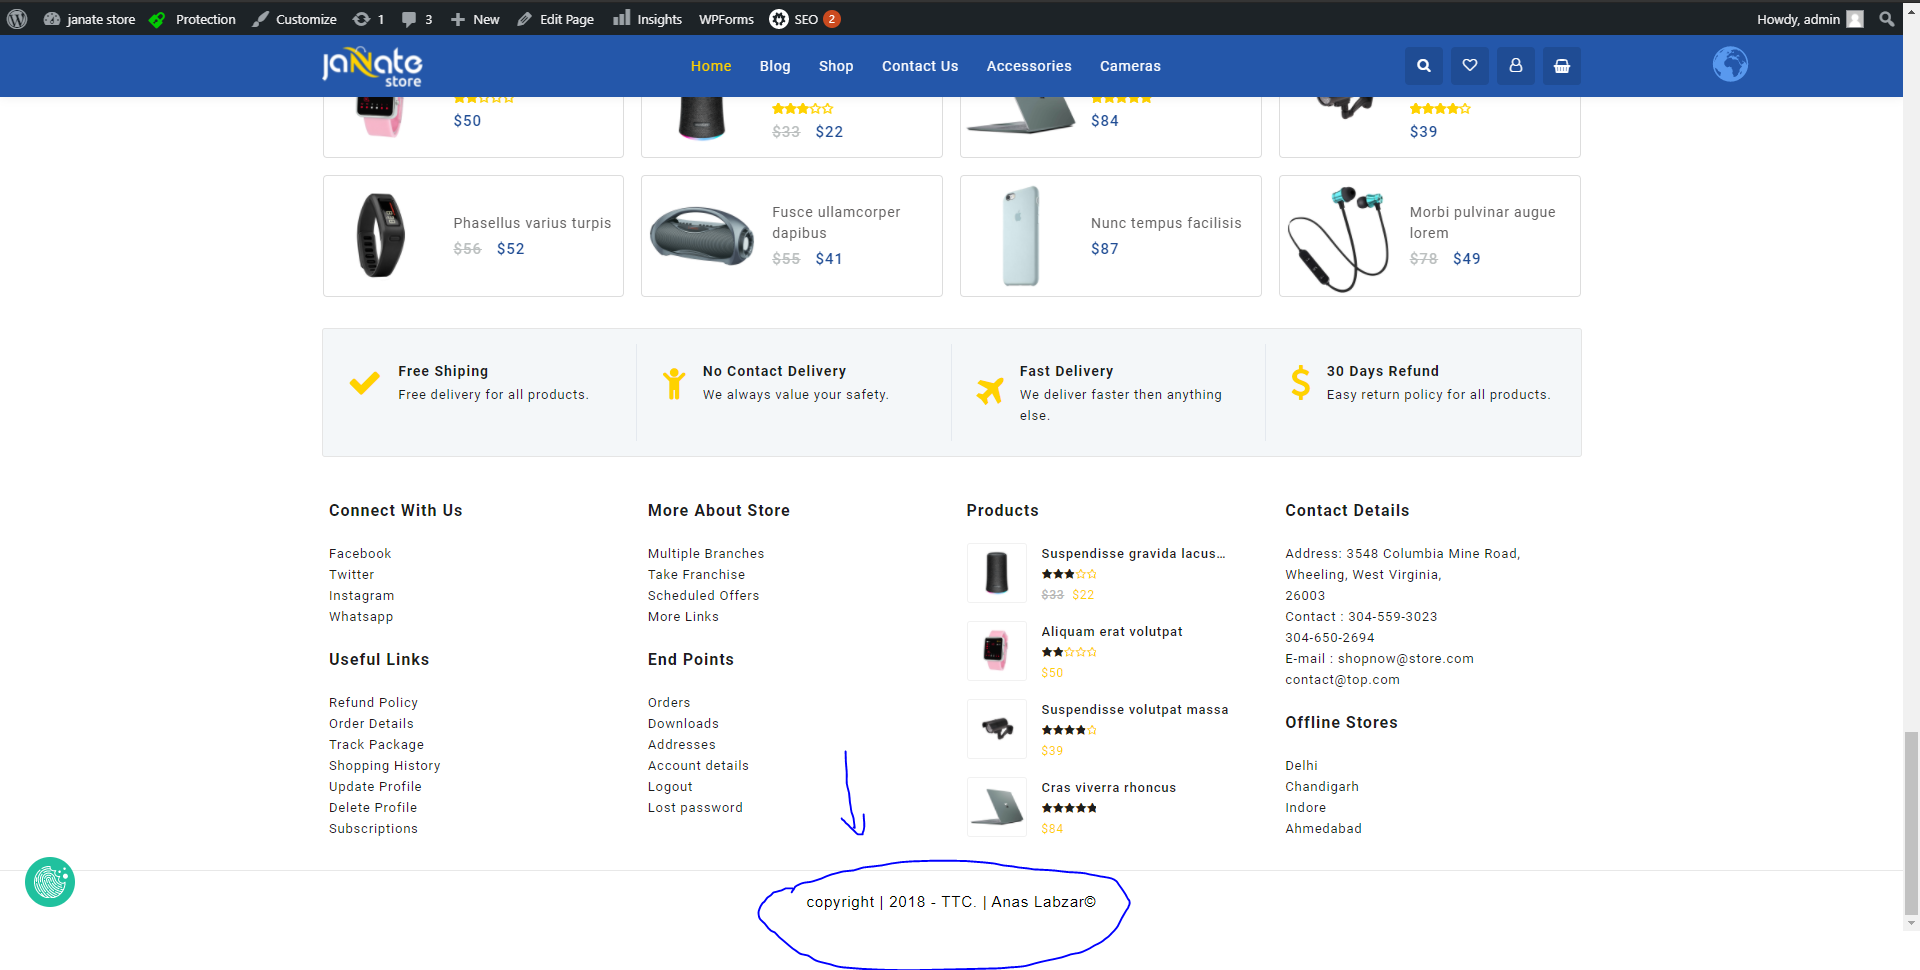 janate store Protection Customize 1 3 New Edit Page Insights WPForms SEO 2 Howdy, admin
jaNate
store
Home Blog Shop Contact Us Accessories Cameras
$50
$33 $22
$84
$39
Phasellus varius turpis
$56 $52
Fusce ullamcorper
dapibus
$55 $41
Nunc tempus facilisis
$87
Morbi pulvinar augue
lorem
$78 $49
Free Shiping
Free delivery for all products.
No Contact Delivery
We always value your safety.
Fast Delivery
We deliver faster then anything
else.
30 Days Refund
Easy return policy for all products.
Connect With Us
Facebook
Twitter
Instagram
Whatsapp
Useful Links
Refund Policy
Order Details
Track Package
Shopping History
Update Profile
Delete Profile
Subscriptions
More About Store
Multiple Branches
Take Franchise
Scheduled Offers
More Links
End Points
Orders
Downloads
Addresses
Account details
Logout
Lost password
Products
Suspendisse gravida lacus…
$33 $22
Aliquam erat volutpat
$50
Suspendisse volutpat massa
$39
Cras viverra rhoncus
$84
Contact Details
Address: 3548 Columbia Mine Road,
Wheeling, West Virginia,
26003
Contact : 304-559-3023
304-650-2694
E-mail : shopnow@store.com
contact@top.com
Offline Stores
Delhi
Chandigarh
Indore
Ahmedabad
copyright | 2018 - TTC. | Anas Labzar©